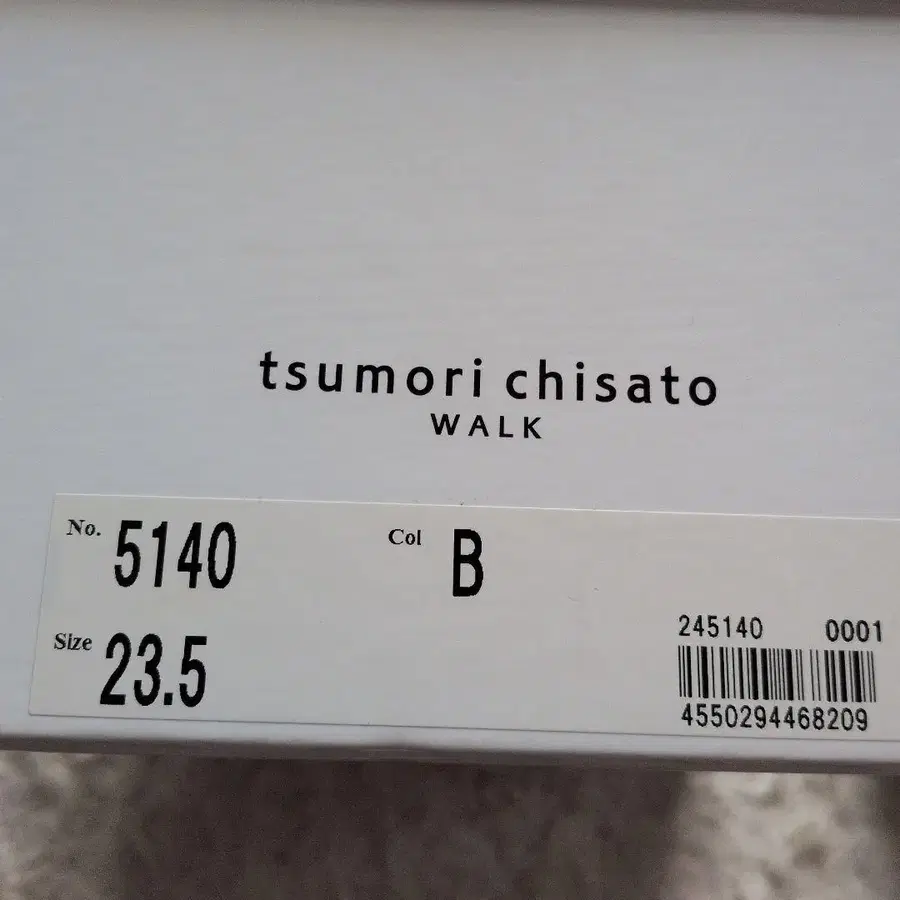 tsumori chisato
WALK
No. 5140 Col B
Size 23.5
245140 0001
4550294468209